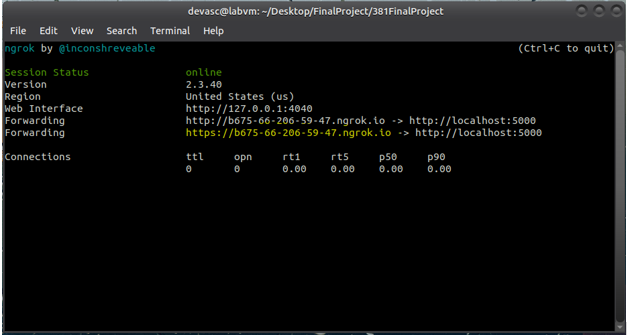 devasc@labvm: ~/Desktop/FinalProject/381FinalProject
File Edit View Search Terminal Help
ngrok by @inconshreveable (Ctrl+C to quit)
Session Status online
Version 2.3.40
Region United States (us)
Web Interface http://127.0.0.1:4040
Forwarding http://b675-66-206-59-47.ngrok.io -> http://localhost:5000
Forwarding https://b675-66-206-59-47.ngrok.io -> http://localhost:5000
Connections ttl opn rt1 rt5 p50 p90
0 0 0.00 0.00 0.00 0.00